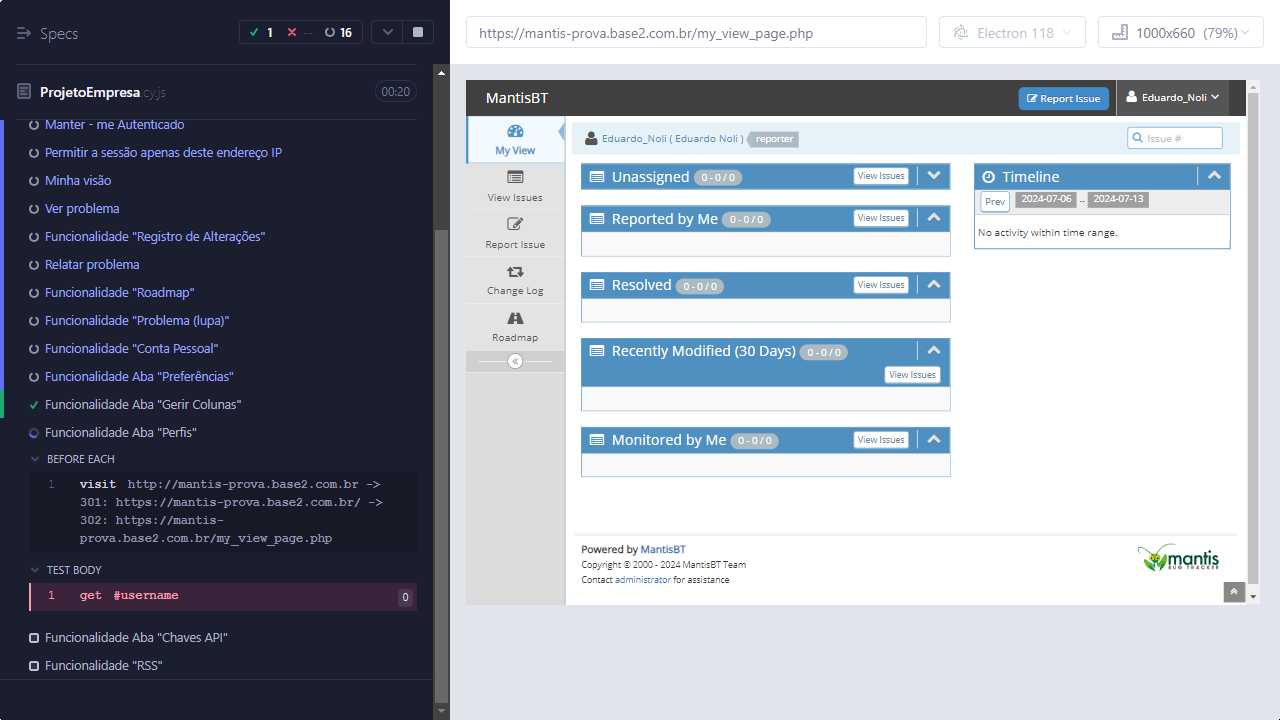 Specs
1
--
16
https://mantis-prova.base2.com.br/my_view_page.php
Electron 118
1000x660 (79%)
ProjetoEmpresa.cy.js
00:20
Manter - me Autenticado
Permitir a sessão apenas deste endereço IP
Minha visão
Ver problema
Funcionalidade "Registro de Alterações"
Relatar problema
Funcionalidade "Roadmap"
Funcionalidade "Problema (lupa)"
Funcionalidade "Conta Pessoal"
Funcionalidade Aba "Preferências"
Funcionalidade Aba "Gerir Colunas"
Funcionalidade Aba "Perfis"
BEFORE EACH
1 visit http://mantis-prova.base2.com.br ->
301: https://mantis-prova.base2.com.br/ ->
302: https://mantis-
prova.base2.com.br/my_view_page.php
TEST BODY
1 get #username 0
Funcionalidade Aba "Chaves API"
Funcionalidade "RSS"
MantisBT
Report Issue
Eduardo_Noli
My View
View Issues
Report Issue
Change Log
Roadmap
Eduardo_Noli ( Eduardo Noli ) reporter
Issue #
Unassigned 0 - 0 / 0 View Issues
Reported by Me 0 - 0 / 0 View Issues
Resolved 0 - 0 / 0 View Issues
Recently Modified (30 Days) 0 - 0 / 0
View Issues
Monitored by Me 0 - 0 / 0 View Issues
Timeline
Prev 2024-07-06 .. 2024-07-13
No activity within time range.
Powered by MantisBT
Copyright © 2000 - 2024 MantisBT Team
Contact administrator for assistance
mantis
BUG TRACKER